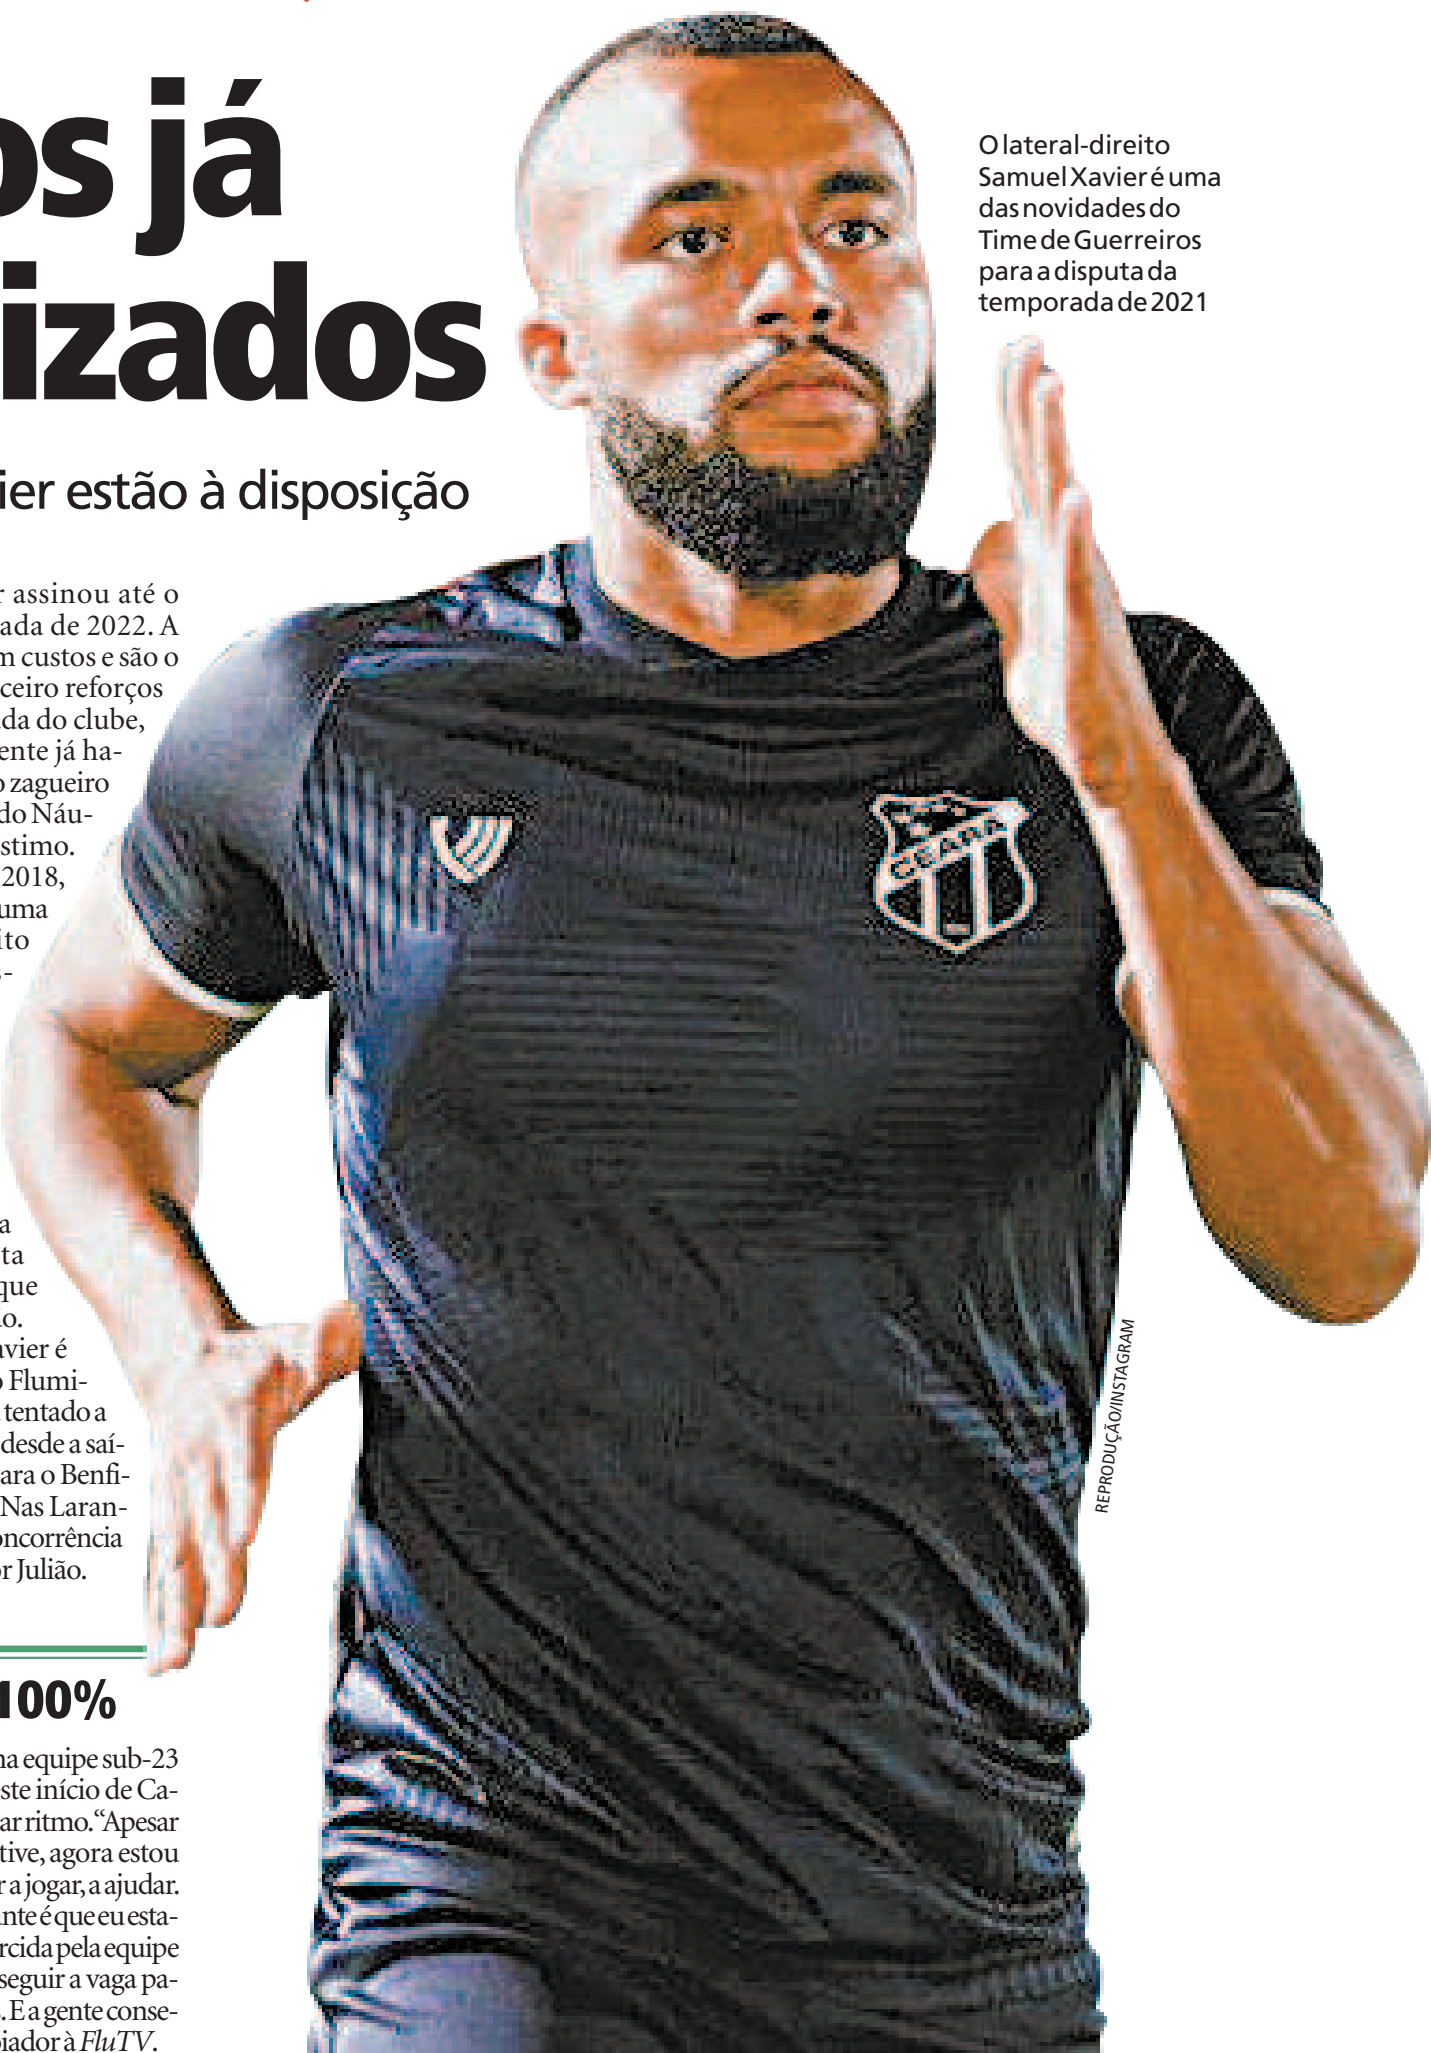 os já
izados
ier estão à disposição
O lateral-direito
Samuel Xavier é uma
das novidades do
Time de Guerreiros
para a disputa da
temporada de 2021
r assinou até o
ada de 2022. A
m custos e são o
ceiro reforços
da do clube,
ente já ha-
o zagueiro
do Náu-
stimo.
2018,
uma
ito
s-
a
ta
que
o.
avier é
o Flumi-
tentado a
desde a saí-
ara o Benfi-
Nas Laran-
oncorrência
or Julião.
CEARÁ
REPRODUÇÃO/INSTAGRAM
100%
na equipe sub-23
ste início de Ca-
ar ritmo. “Apesar
tive, agora estou
r a jogar, a ajudar.
nte é que eu esta-
rcida pela equipe
seguir a vaga pa-
. E a gente conse-
iador à FluTV.